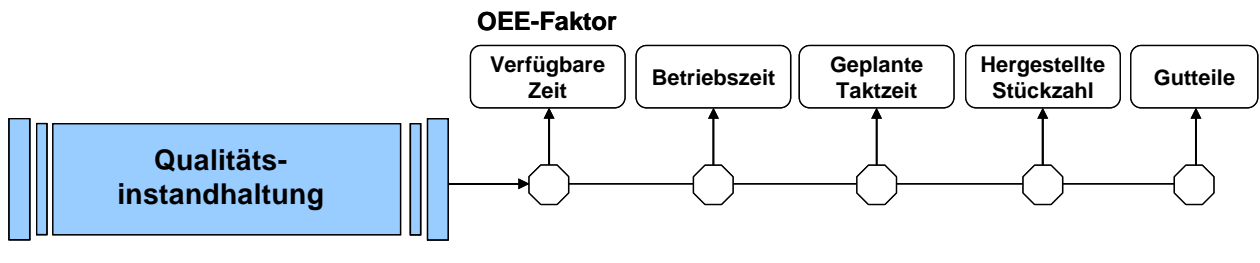 OEE-Faktor
Verfügbare
Zeit
Betriebszeit
Geplante
Taktzeit
Hergestellte
Stückzahl
Gutteile
Qualitäts-
instandhaltung